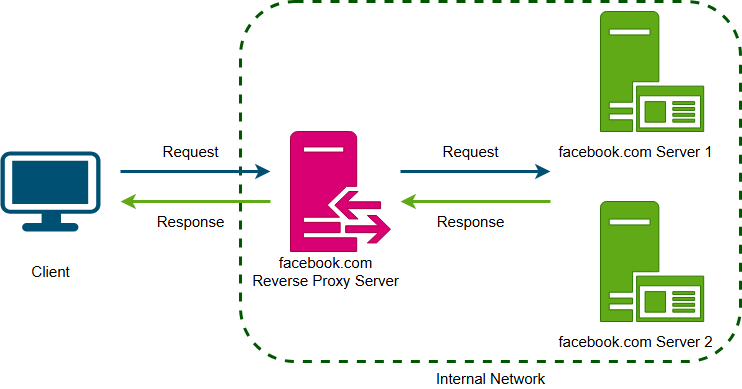 facebook.com Server 1
Request
Request
Response
Response
Client
facebook.com
Reverse Proxy Server
facebook.com Server 2
Internal Network